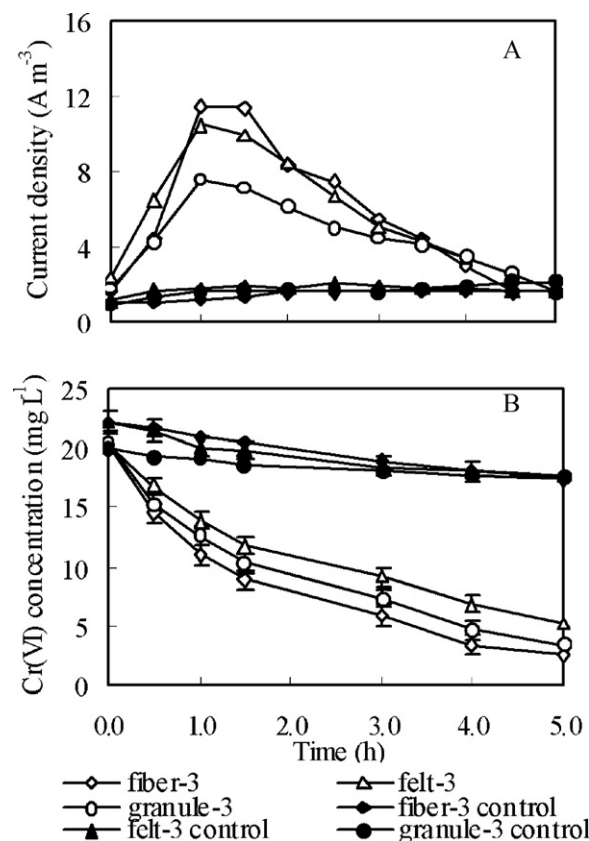 A
Current density (A m⁻³)
16
12
8
4
0
B
Cr(VI) concentration (mg L⁻¹)
25
20
15
10
5
0
0.0 1.0 2.0 3.0 4.0 5.0
Time (h)
fiber-3 felt-3
granule-3 fiber-3 control
felt-3 control granule-3 control